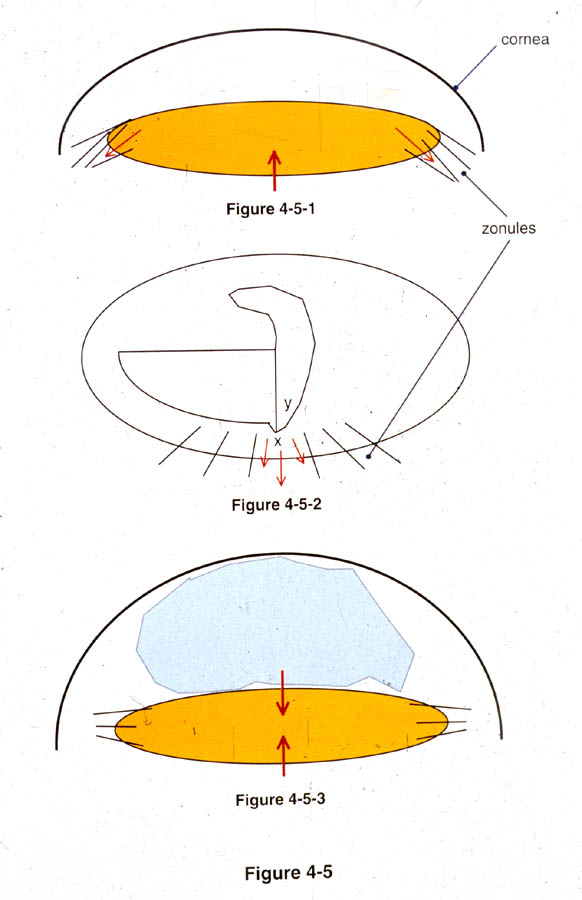 cornea
Figure 4-5-1
zonules
y
x
Figure 4-5-2
Figure 4-5-3
Figure 4-5